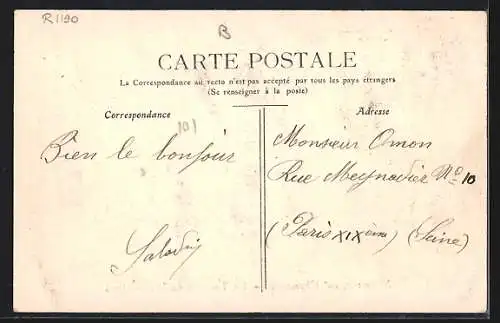 R1190
B
CARTE POSTALE
La Correspondance au recto n'est pas accepté par tous les pays étrangers
(Se renseigner à la poste)
Correspondance
Adresse
101
Bien le bonjour
Monsieur Omon
Rue Meynadier No 10
(Paris XIXème) (Seine)